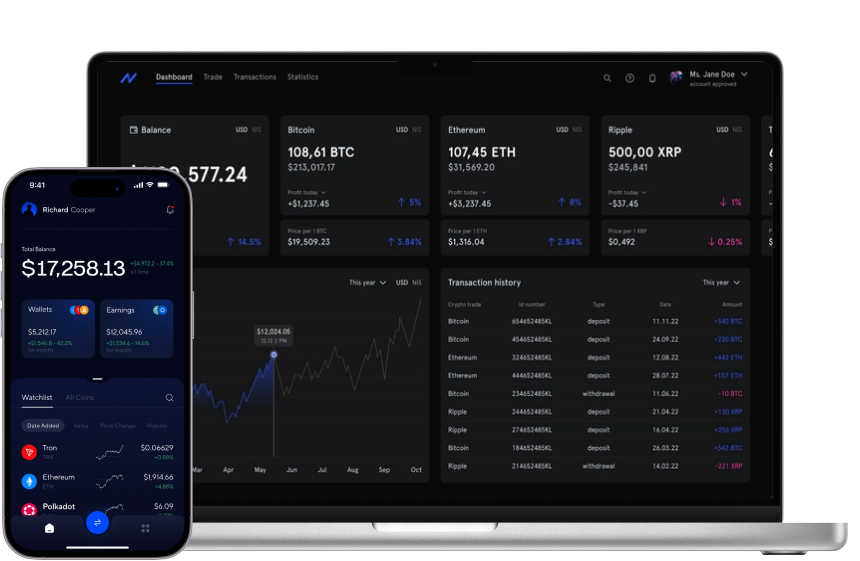 Dashboard Trade Transactions Statistics
Ms. Jane Doe
account approved
Balance USD NIS
577.24
14.5%
Bitcoin USD NIS
108,61 BTC
$213,017.17
Profit today
+$1,237.45 5%
Price per 1 BTC
$19,509.23 3.84%
Ethereum USD NIS
107,45 ETH
$31,569.20
Profit today
+$3,237.45 8%
Price per 1 ETH
$1,316.04 2.84%
Ripple USD NIS
500,00 XRP
$245,841
Profit today
-$37.45 1%
Price per 1 XRP
$0,492 0.25%
This year USD NIS
$12,024.05
12.12 2 PM
Mar Apr May Jun Jul Aug Sep Oct
Transaction history This year
Crypto trade Id number Type Date Amount
Bitcoin 654652485KL deposit 11.11.22 +340 BTC
Bitcoin 454652485KL deposit 24.09.22 +220 BTC
Ethereum 324652485KL deposit 12.08.22 +442 ETH
Ethereum 444652485KL deposit 28.07.22 +157 ETH
Bitcoin 234652485KL withdrawal 11.06.22 -10 BTC
Ripple 244652485KL deposit 21.04.22 +130 XRP
Ripple 274652485KL deposit 16.04.22 +256 XRP
Bitcoin 184652485KL deposit 26.03.22 +342 BTC
Ripple 214652485KL withdrawal 14.02.22 -221 XRP
9:41
Richard Cooper
Total Balance
$17,258.13 +$4,972.2 • 37.4%
all time
Wallets
$5,212.17
+$1,546.8 • 42.2%
for month
Earnings
$12,045.96
+$1,534.6 • 14.6%
for month
Watchlist All Coins
Date Added Value Price Change Popular
Tron $0.06629
TRX +0.58%
Ethereum $1,914.66
ETH +4.86%
Polkadot $6.09